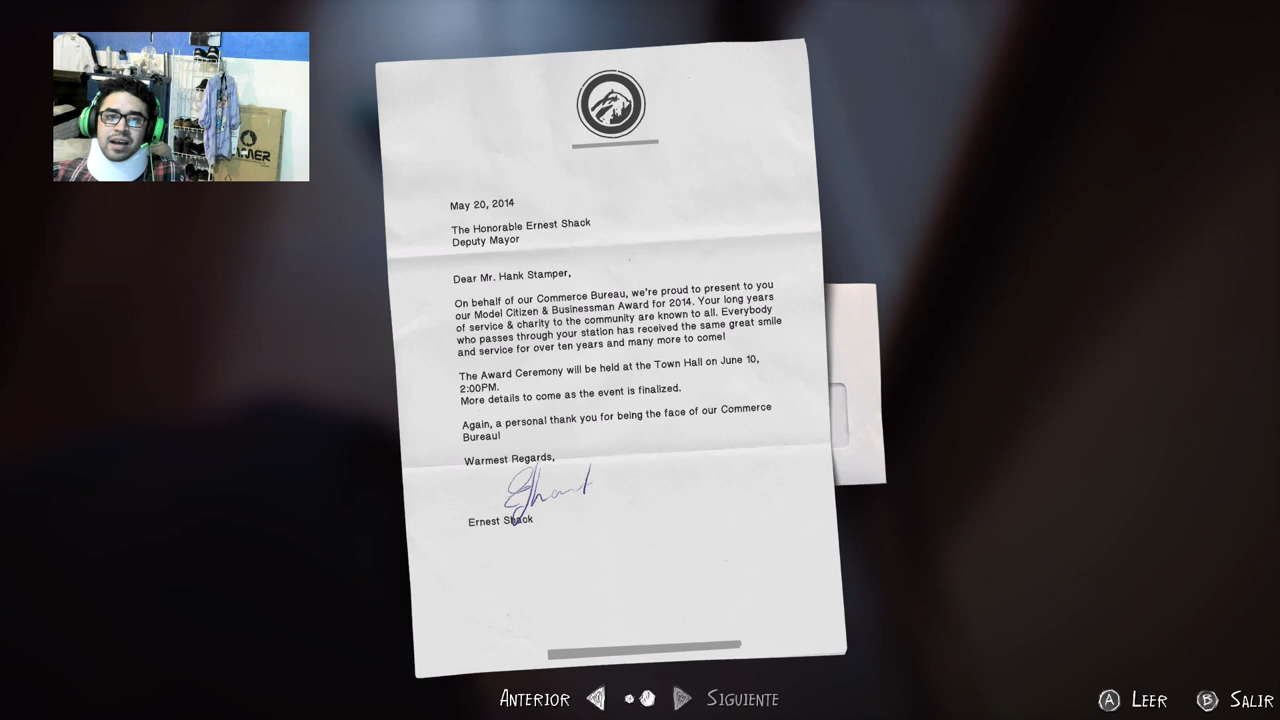 May 20, 2014
The Honorable Ernest Shack
Deputy Mayor
Dear Mr. Hank Stamper,
On behalf of our Commerce Bureau, we're proud to present to you
our Model Citizen & Businessman Award for 2014. Your long years
of service & charity to the community are known to all. Everybody
who passes through your station has received the same great smile
and service for over ten years and many more to come!
The Award Ceremony will be held at the Town Hall on June 10,
2:00PM.
More details to come as the event is finalized.
Again, a personal thank you for being the face of our Commerce
Bureau!
Warmest Regards,
Ernest Shack
ANTERIOR
SIGUIENTE
A LEER
B SALIR